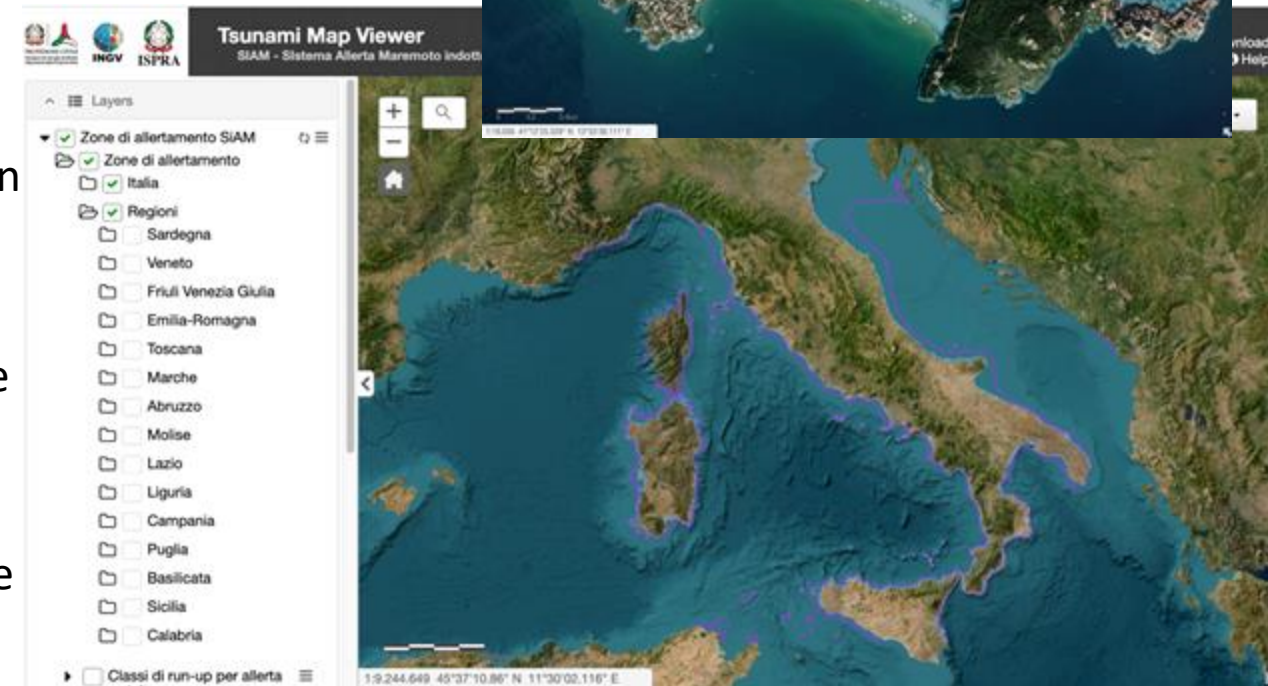 INGV
ISPRA
Tsunami Map Viewer
SiAM - Sistema Allerta Maremoto
Help
Layers
Zone di allertamento SiAM
Zone di allertamento
Italia
Regioni
Sardegna
Veneto
Friuli Venezia Giulia
Emilia-Romagna
Toscana
Marche
Abruzzo
Molise
Lazio
Liguria
Campania
Puglia
Basilicata
Sicilia
Calabria
Classi di run-up per allerta
1:9.244.649 45°37'10.86" N 11°30'02.116" E
n
e
e